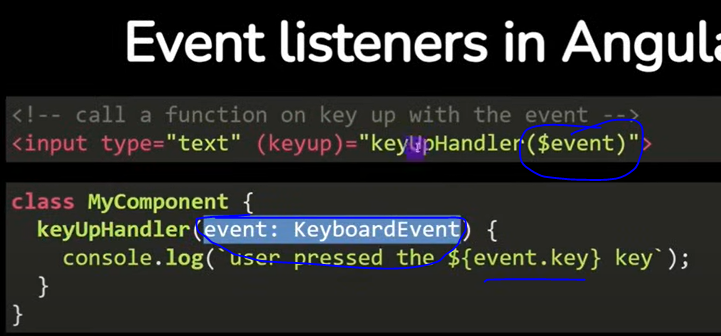 Event listeners in Angula
<!-- call a function on key up with the event -->
<input type="text" (keyup)="keyUpHandler($event)">
class MyComponent {
keyUpHandler(event: KeyboardEvent) {
console.log(`user pressed the ${event.key} key`);
}
}